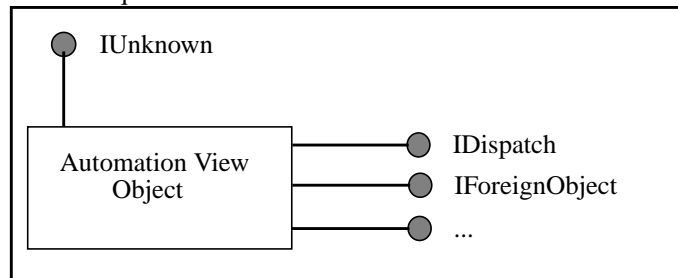 IUnknown
Automation View
Object
IDispatch
IForeignObject
...